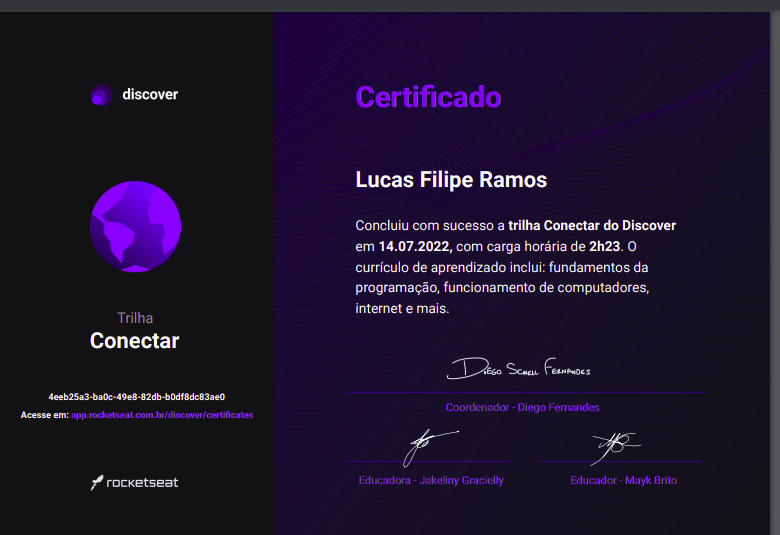 discover
Trilha
Conectar
4eeb25a3-ba0c-49e8-82db-b0df8dc83ae0
Acesse em: app.rocketseat.com.br/discover/certificates
rocketseat
Certificado
Lucas Filipe Ramos
Concluiu com sucesso a trilha Conectar do Discover
em 14.07.2022, com carga horária de 2h23. O
currículo de aprendizado inclui: fundamentos da
programação, funcionamento de computadores,
internet e mais.
Diego Schell Fernandes
Coordenador - Diego Fernandes
Educadora - Jakeliny Gracielly
Educador - Mayk Brito